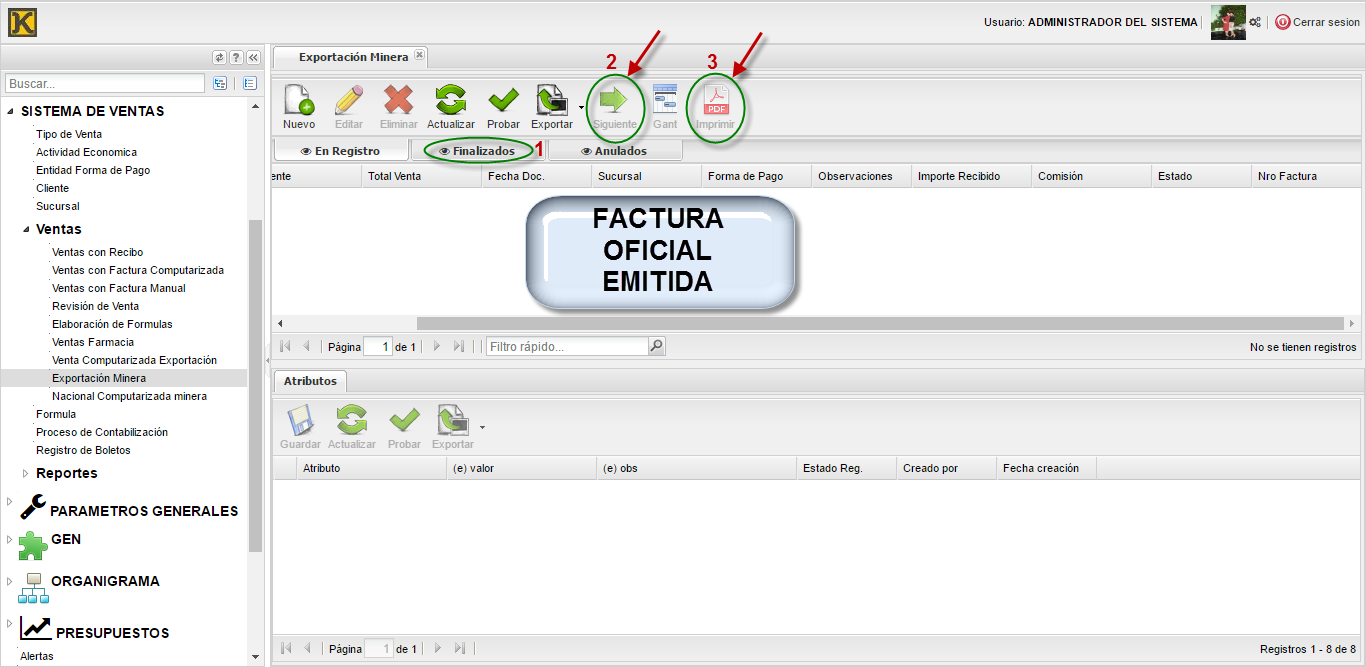 K
Usuario: ADMINISTRADOR DEL SISTEMA
Cerrar sesion
Buscar...
SISTEMA DE VENTAS
Tipo de Venta
Actividad Economica
Entidad Forma de Pago
Cliente
Sucursal
Ventas
Ventas con Recibo
Ventas con Factura Computarizada
Ventas con Factura Manual
Revisión de Venta
Elaboración de Formulas
Ventas Farmacia
Venta Computarizada Exportación
Exportación Minera
Nacional Computarizada minera
Formula
Proceso de Contabilización
Registro de Boletos
Reportes
PARAMETROS GENERALES
GEN
ORGANIGRAMA
PRESUPUESTOS
Alertas
Exportación Minera
2 3
Nuevo Editar Eliminar Actualizar Probar Exportar Siguiente Gant PDF Imprimir
En Registro Finalizados 1 Anulados
ente Total Venta Fecha Doc. Sucursal Forma de Pago Observaciones Importe Recibido Comisión Estado Nro Factura
FACTURA
OFICIAL
EMITIDA
Página 1 de 1 Filtro rápido... No se tienen registros
Atributos
Guardar Actualizar Probar Exportar
Atributo (e) valor (e) obs Estado Reg. Creado por Fecha creación
Página 1 de 1 Registros 1 - 8 de 8